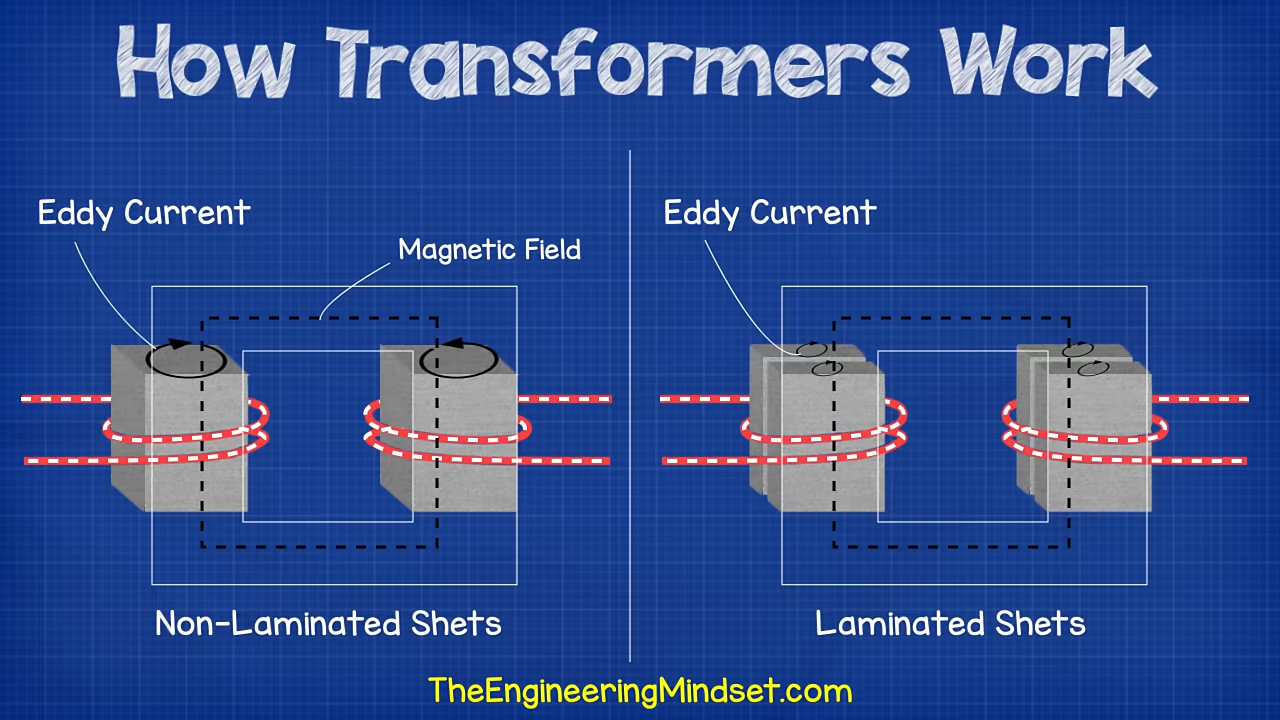 How Transformers Work
Eddy Current
Magnetic Field
Non-Laminated Shets
Eddy Current
Laminated Shets
TheEngineeringMindset.com